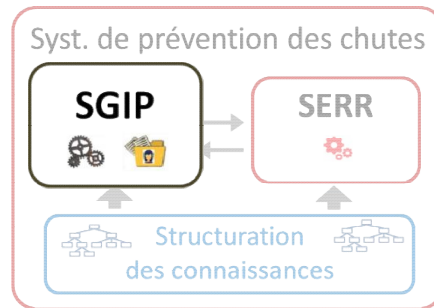 Syst. de prévention des chutes
SGIP
SERR
Structuration
des connaissances